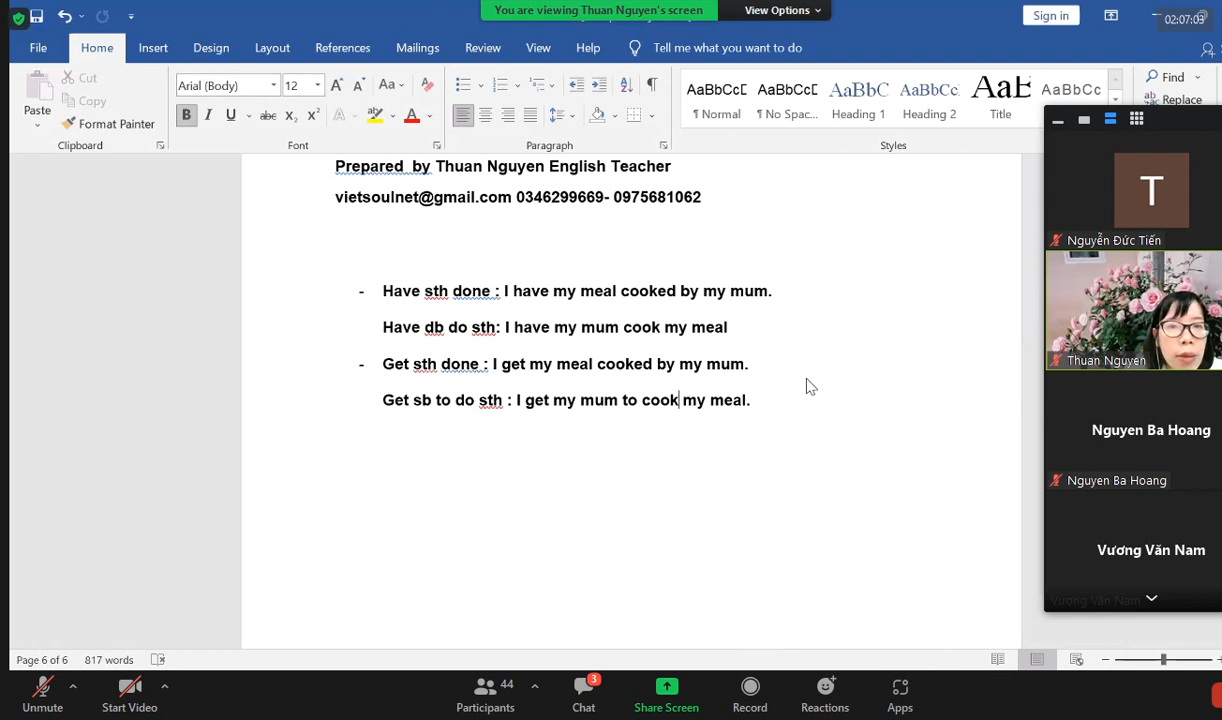 You are viewing Thuan Nguyen's screen
View Options
Sign in
02:07:03
File Home Insert Design Layout References Mailings Review View Help Tell me what you want to do
Paste
Cut
Copy
Format Painter
Arial (Body) 12
AaBbCcD AaBbCcD AaBbC AaBbCc AaB AaBbCc
¶ Normal ¶ No Spac... Heading 1 Heading 2 Title
Find
Replace
Clipboard Font Paragraph Styles
Prepared by Thuan Nguyen English Teacher
vietsoulnet@gmail.com 0346299669- 0975681062
- Have sth done : I have my meal cooked by my mum.
Have db do sth: I have my mum cook my meal
- Get sth done : I get my meal cooked by my mum.
Get sb to do sth : I get my mum to cook my meal.
T
Nguyễn Đức Tiến
Thuan Nguyen
Nguyen Ba Hoang
Nguyen Ba Hoang
Vương Văn Nam
Vương Văn Nam
Page 6 of 6 817 words
Unmute Start Video 44 Participants 3 Chat Share Screen Record Reactions Apps